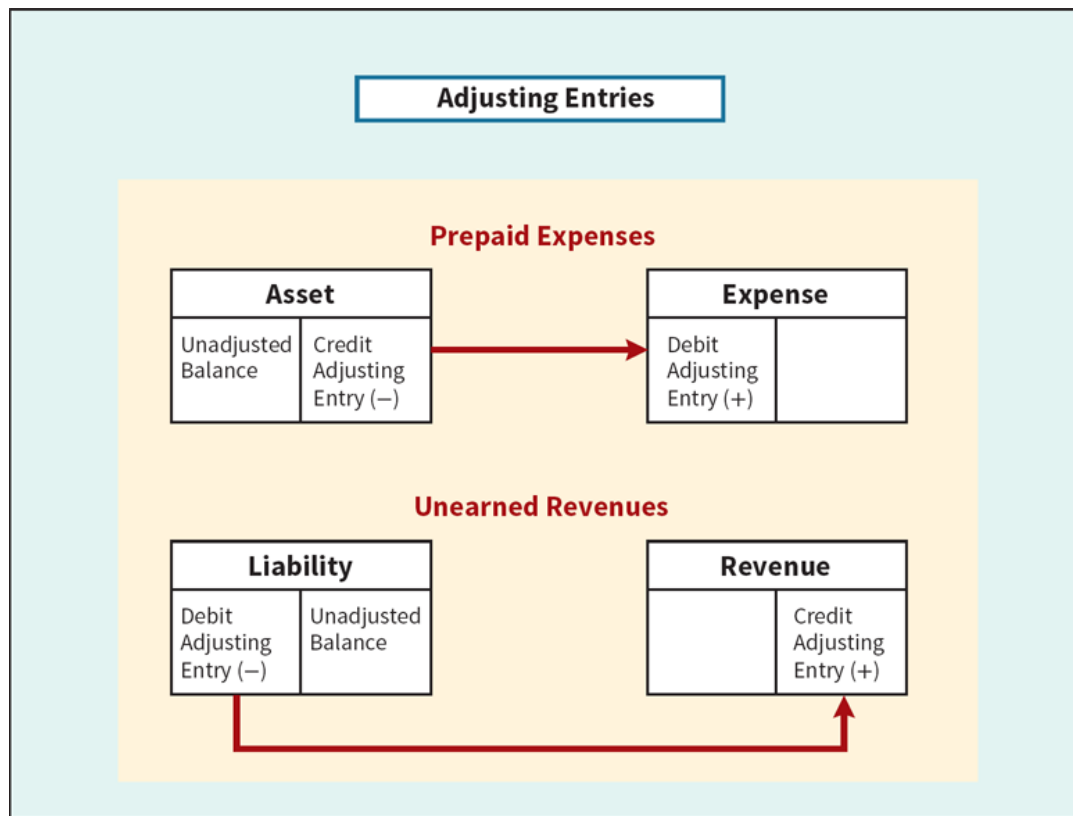 Adjusting Entries
Prepaid Expenses
Asset
Unadjusted
Balance
Credit
Adjusting
Entry (−)
Expense
Debit
Adjusting
Entry (+)
Unearned Revenues
Liability
Debit
Adjusting
Entry (−)
Unadjusted
Balance
Revenue
Credit
Adjusting
Entry (+)